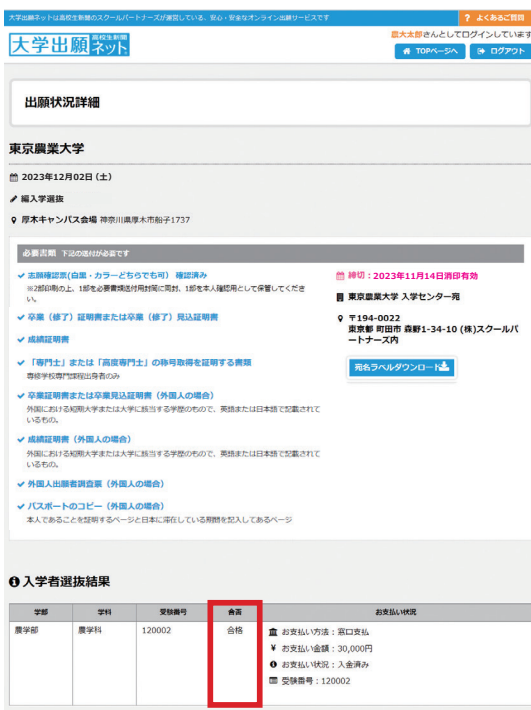 大学出願ネットは高校生新聞のスクールパートナーズが運営している、安心・安全なオンライン出願サービスです
? よくあるご質問
大学出願 高校生新聞 ネット
農大太郎さんとしてログインしています
TOPページへ
ログアウト
出願状況詳細
東京農業大学
2023年12月02日 (土)
編入学選抜
厚木キャンパス会場 神奈川県厚木市船子1737
必要書類 下記の送付が必要です
志願確認票(白黒・カラーどちらでも可) 確認済み
※2部印刷の上、1部を必要書類送付用封筒に同封、1部を本人確認用として保管してくださ
い。
卒業(修了)証明書または卒業(修了)見込証明書
成績証明書
「専門士」または「高度専門士」の称号取得を証明する書類
専修学校専門課程出身者のみ
卒業証明書または卒業見込証明書(外国人の場合)
外国における短期大学または大学に該当する学歴のもので、英語または日本語で記載されて
いるもの。
成績証明書(外国人の場合)
外国における短期大学または大学に該当する学歴のもので、英語または日本語で記載されて
いるもの。
外国人出願者調査票(外国人の場合)
パスポートのコピー(外国人の場合)
本人であることを証明するページと日本に滞在している期間を記入してあるページ
締切:2023年11月14日消印有効
東京農業大学 入学センター宛
〒194-0022
東京都 町田市 森野1-34-10 (株)スクールパ
ートナーズ内
宛名ラベルダウンロード
入学者選抜結果
学部 学科 受験番号 合否 お支払い状況
農学部 農学科 120002 合格 お支払い方法:窓口支払
¥ お支払い金額:30,000円
お支払い状況:入金済み
受験番号:120002